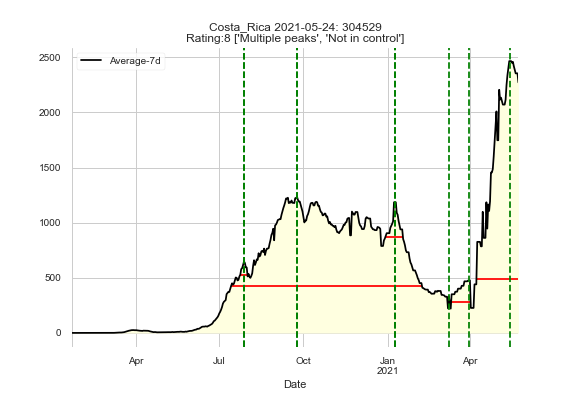 Costa_Rica 2021-05-24: 304529
Rating:8 ['Multiple peaks', 'Not in control']
Average-7d
2500
2000
1500
1000
500
0
Apr
Jul
Oct
Jan
2021
Apr
Date